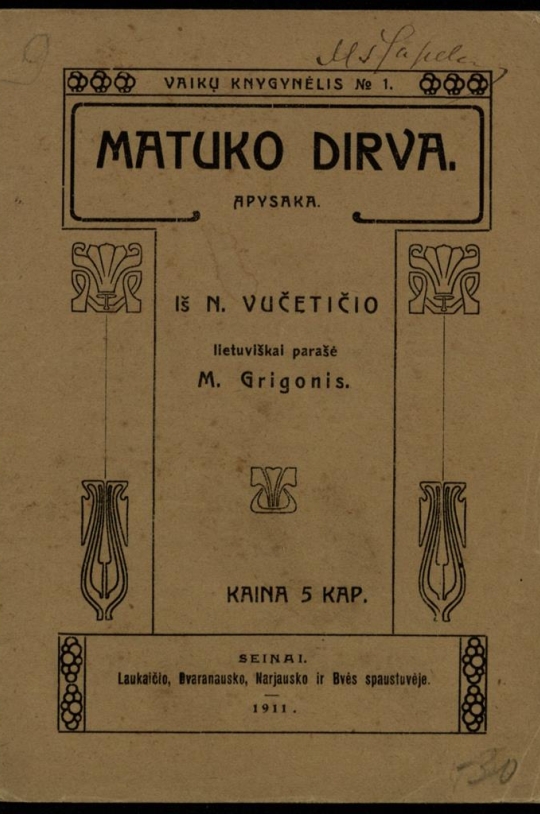 VAIKŲ KNYGYNĖLIS № 1.
MATUKO DIRVA.
APYSAKA.
Iš N. VUČETIČIO
lietuviškai parašė
M. Grigonis.
KAINA 5 KAP.
SEINAI.
Laukaičio, Dvaranausko, Narjausko ir Bvės spaustuvėje.
1911.
-30